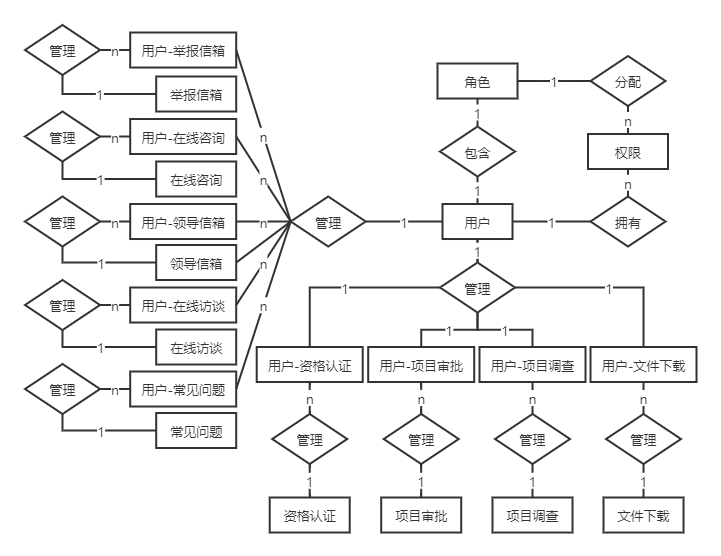 管理
n
用户-举报信箱
1
举报信箱
管理
n
用户-在线咨询
1
在线咨询
管理
n
用户-领导信箱
1
领导信箱
管理
n
用户-在线访谈
1
在线访谈
管理
n
用户-常见问题
1
常见问题
n
n
n
n
n
管理
1
用户
角色
1
分配
1
包含
1
n
权限
n
1
拥有
1
管理
1
1
1
1
用户-资格认证
用户-项目审批
用户-项目调查
用户-文件下载
n
n
n
n
管理
管理
管理
管理
1
1
1
1
资格认证
项目审批
项目调查
文件下载